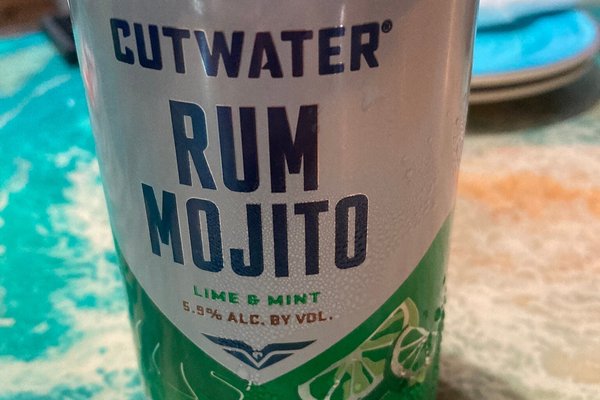 CUTWATER®
RUM
MOJITO
LIME & MINT
5.9% ALC. BY VOL.